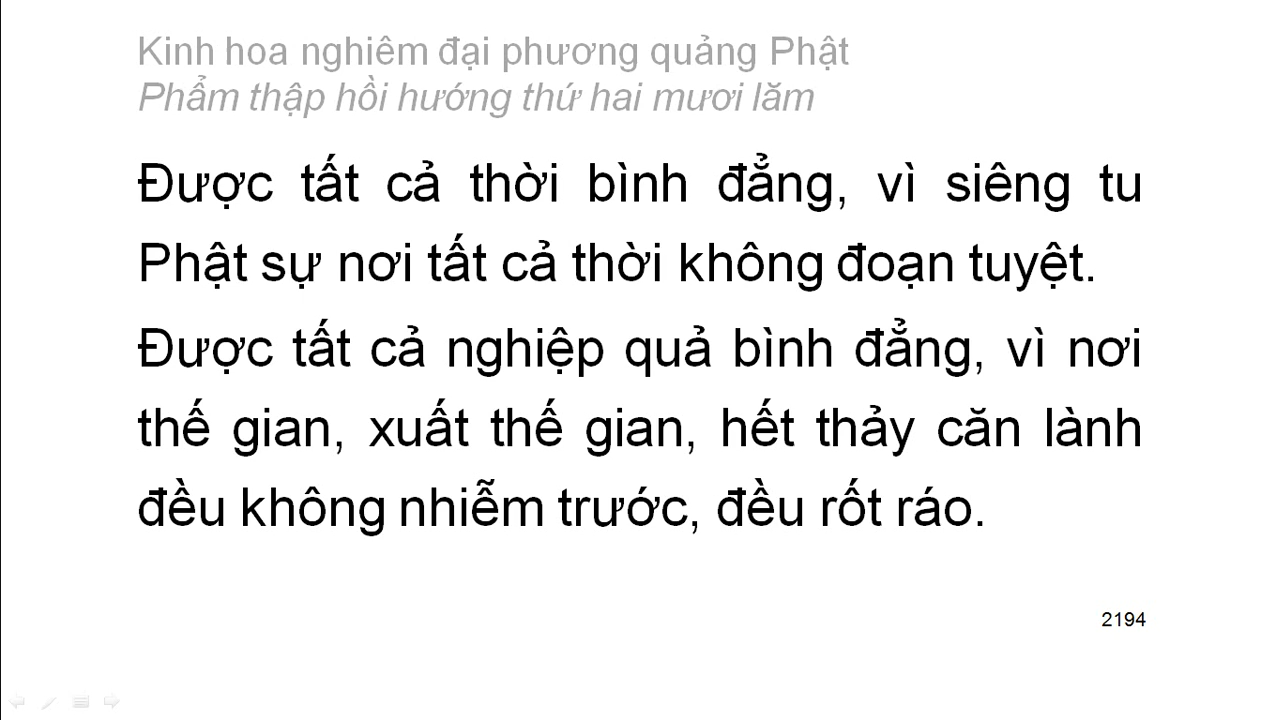 Kinh hoa nghiêm đại phương quảng Phật
Phẩm thập hồi hướng thứ hai mươi lăm
Được tất cả thời bình đẳng, vì siêng tu
Phật sự nơi tất cả thời không đoạn tuyệt.
Được tất cả nghiệp quả bình đẳng, vì nơi
thế gian, xuất thế gian, hết thảy căn lành
đều không nhiễm trước, đều rốt ráo.
2194